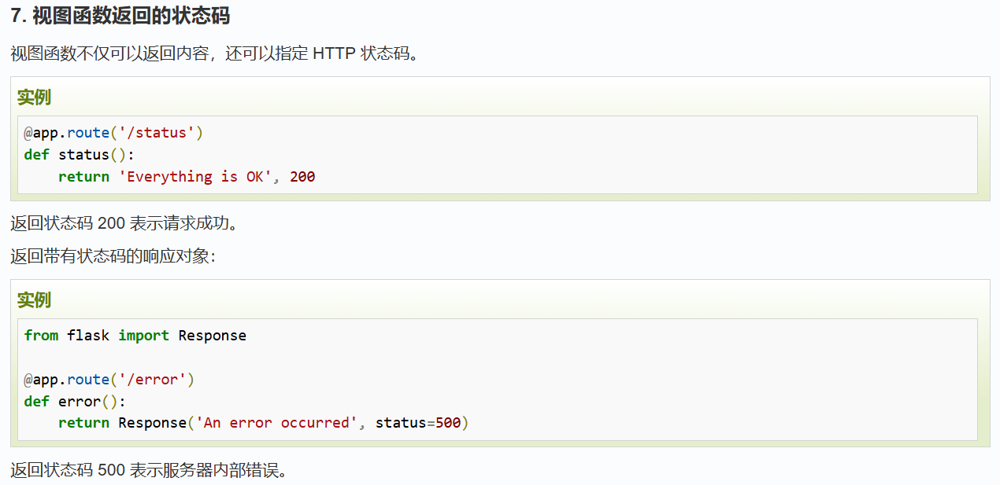 7. 视图函数返回的状态码
视图函数不仅可以返回内容，还可以指定 HTTP 状态码。
实例
@app.route('/status')
def status():
    return 'Everything is OK', 200
返回状态码 200 表示请求成功。
返回带有状态码的响应对象：
实例
from flask import Response
@app.route('/error')
def error():
    return Response('An error occurred', status=500)
返回状态码 500 表示服务器内部错误。